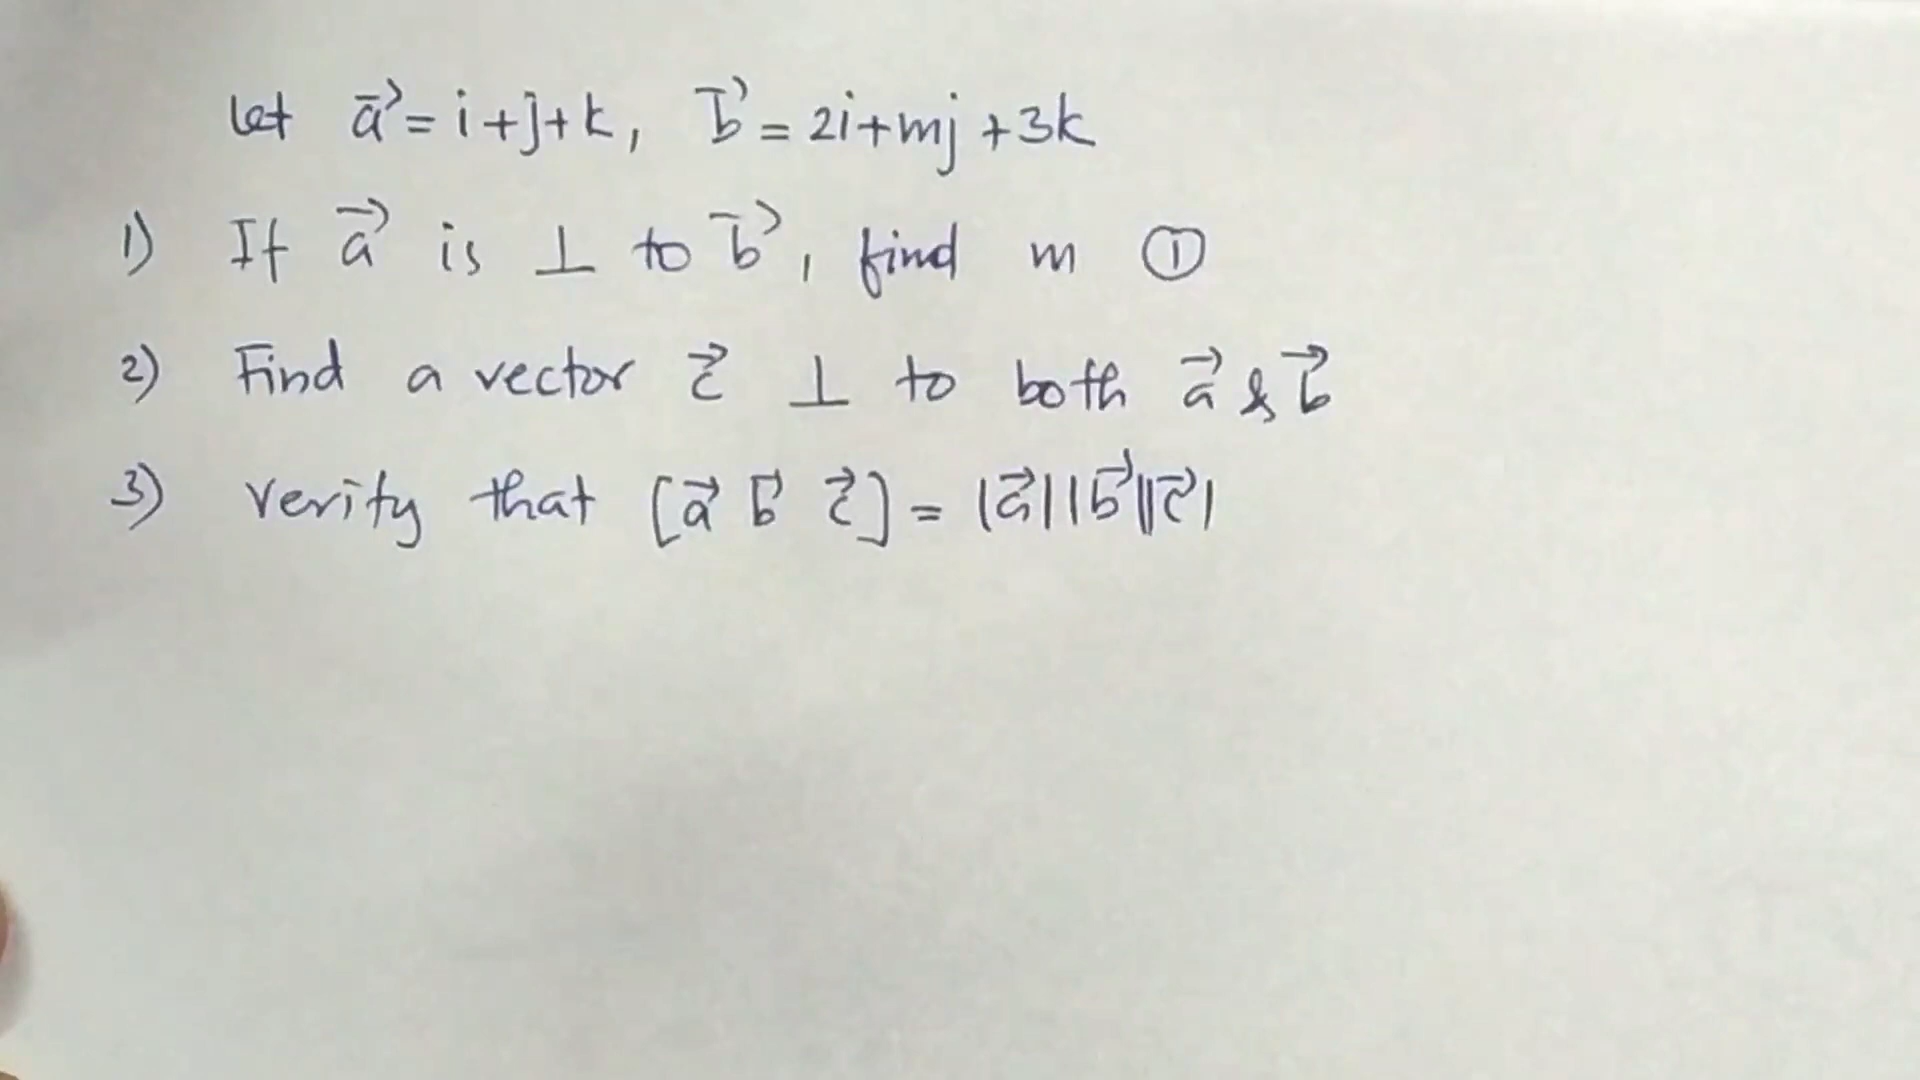 let a⃗ = i+j+k, b⃗ = 2i+mj+3k
1) If a⃗ is ⊥ to b⃗, find m ①
2) Find a vector c⃗ ⊥ to both a⃗ & b⃗
3) verify that [a⃗ b⃗ c⃗] = |a⃗||b⃗||c⃗|